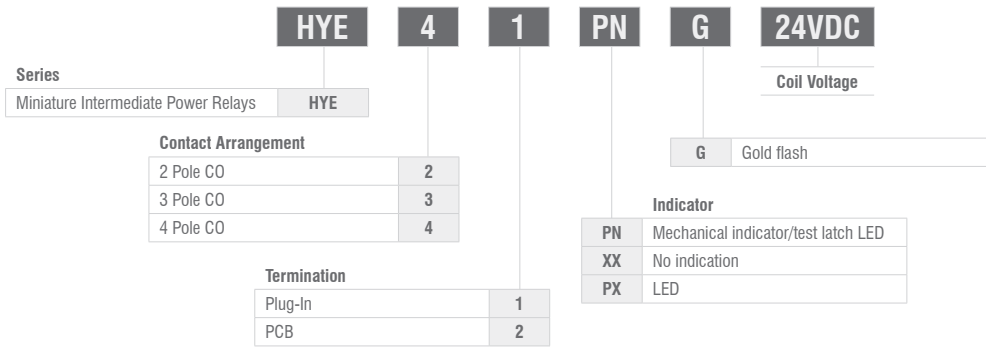 HYE 4 1 PN G 24VDC
Series
Miniature Intermediate Power Relays HYE
Coil Voltage
Contact Arrangement
2 Pole CO 2
3 Pole CO 3
4 Pole CO 4
G Gold flash
Indicator
PN Mechanical indicator/test latch LED
XX No indication
PX LED
Termination
Plug-In 1
PCB 2